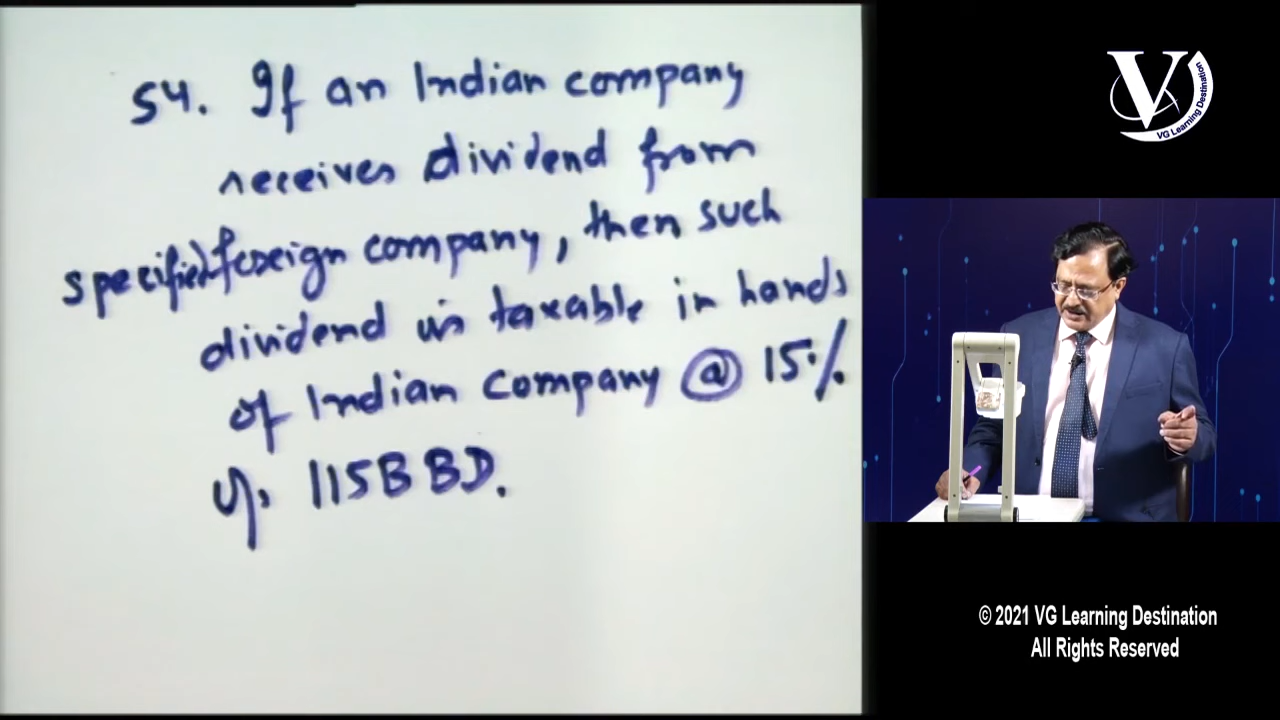 54. If an Indian company
receives dividend from
specified foreign company, then such
dividend is taxable in hands
of Indian Company @ 15%
u/s 115BBD.
V
VG Learning Destination
© 2021 VG Learning Destination
All Rights Reserved